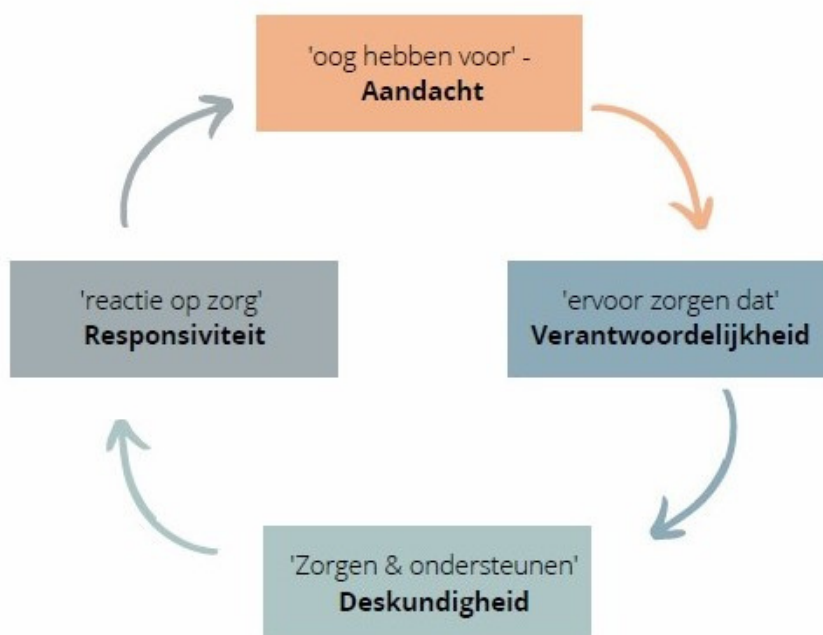 'oog hebben voor' -
Aandacht
'ervoor zorgen dat'
Verantwoordelijkheid
'Zorgen & ondersteunen'
Deskundigheid
'reactie op zorg'
Responsiviteit